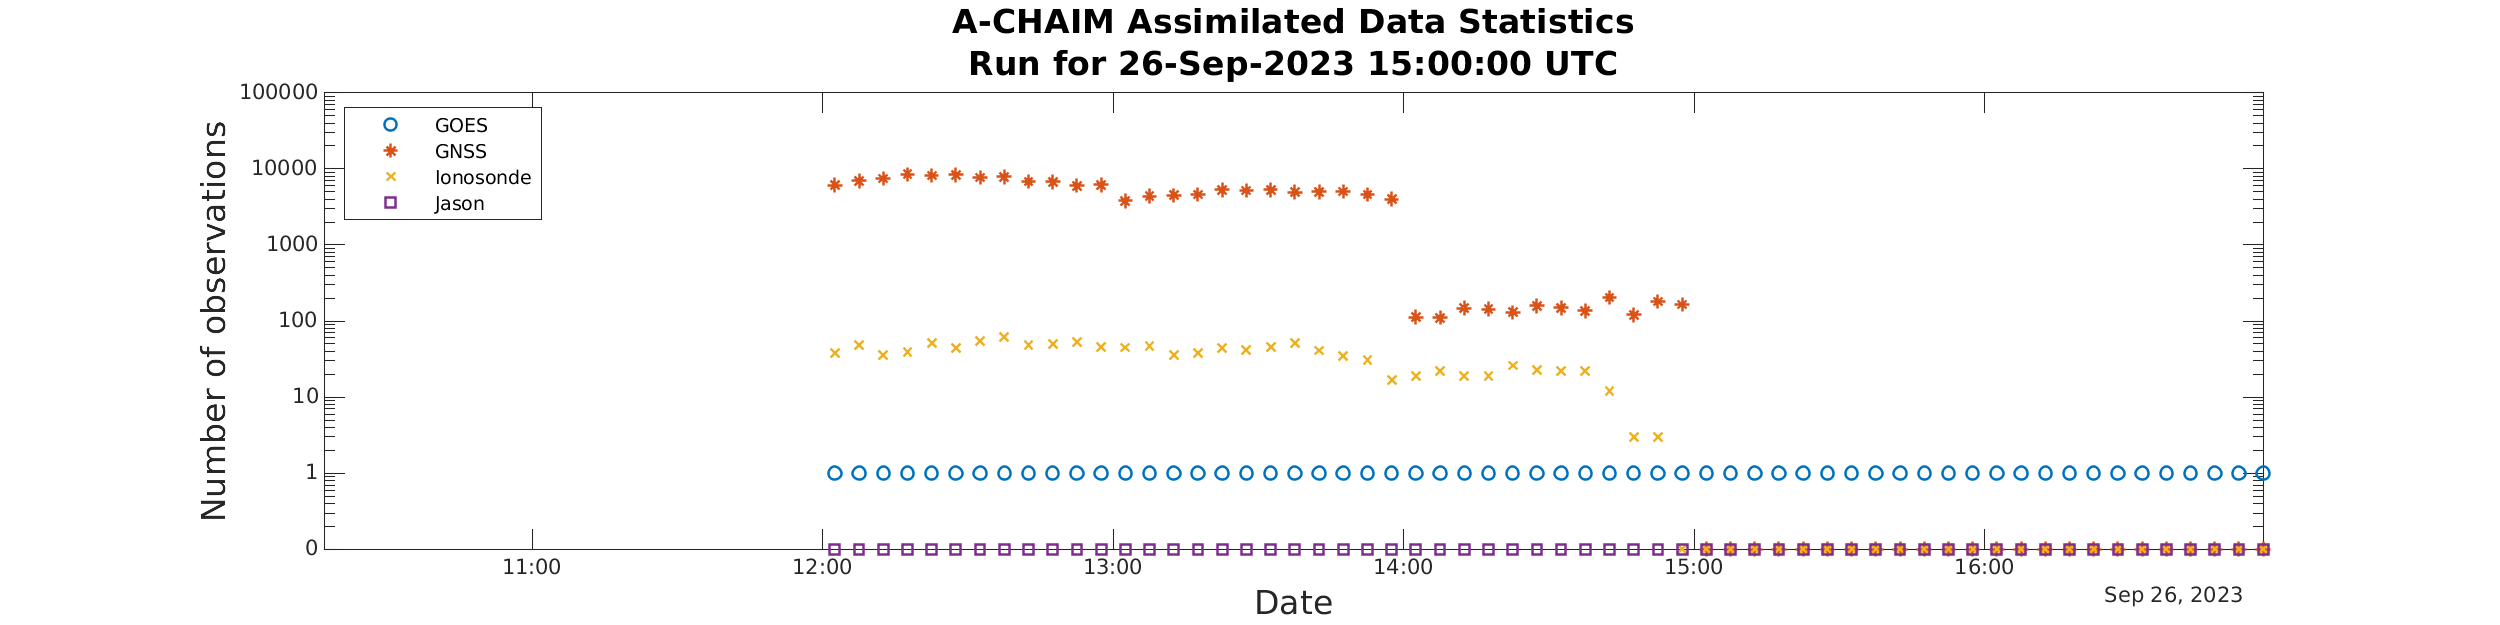 A-CHAIM Assimilated Data Statistics
Run for 26-Sep-2023 15:00:00 UTC
100000
10000
1000
100
10
1
0
Number of observations
GOES
GNSS
Ionosonde
Jason
11:00 12:00 13:00 14:00 15:00 16:00
Date
Sep 26, 2023